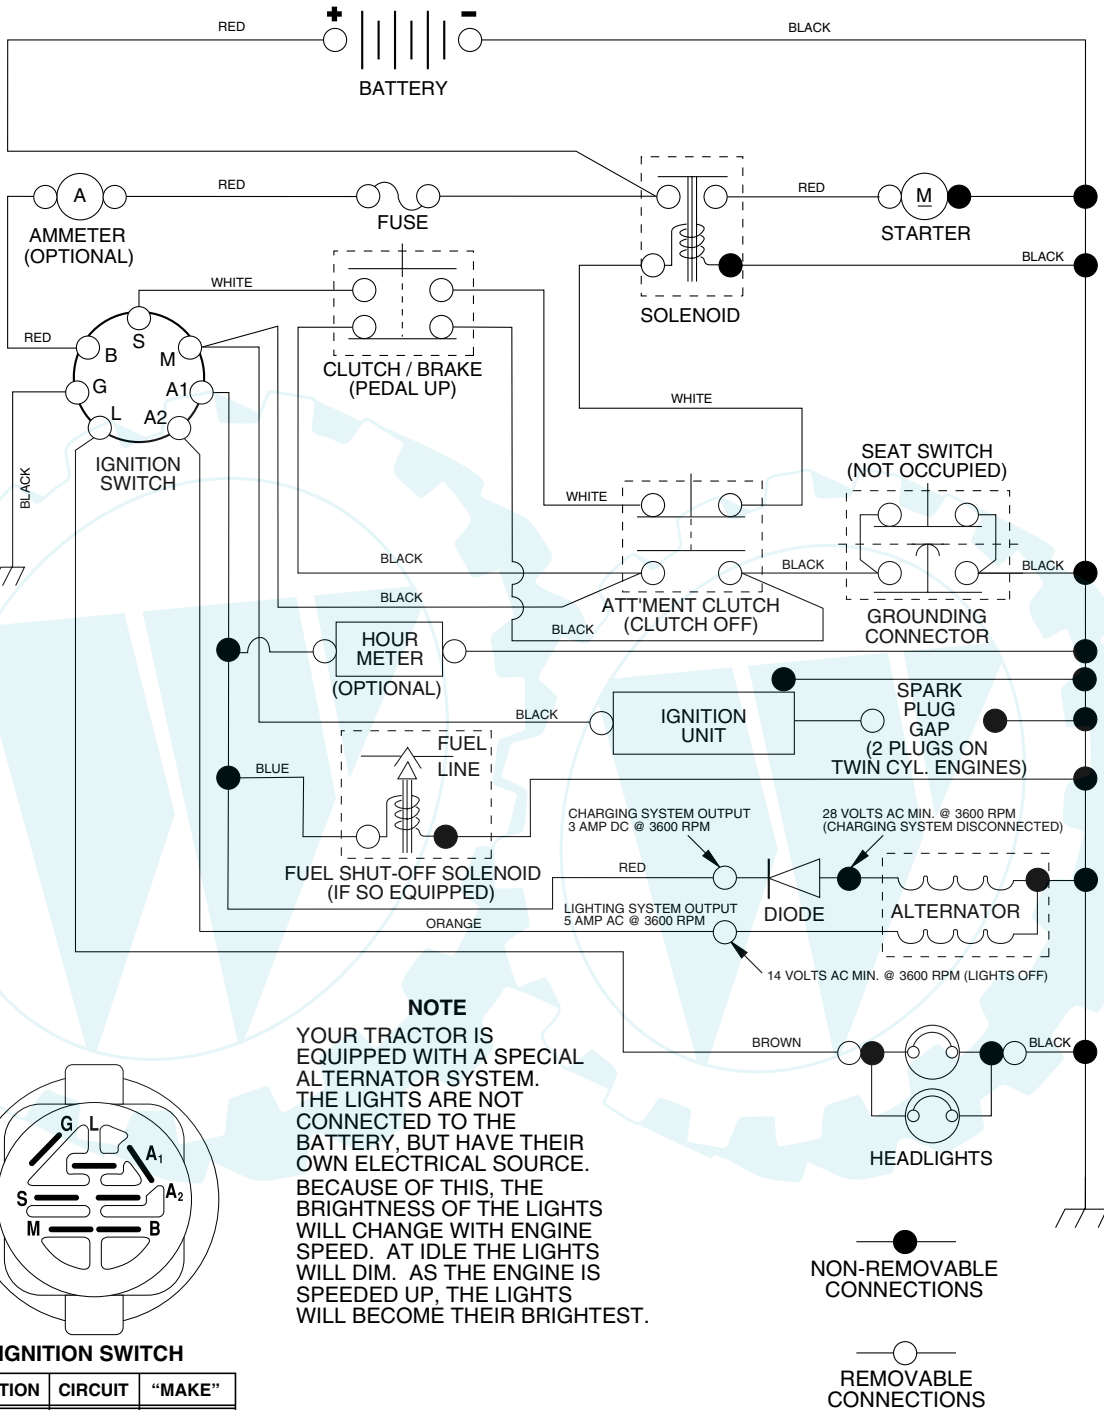 + −
RED
BLACK
BATTERY
A
RED
RED
M
FUSE
AMMETER
(OPTIONAL)
STARTER
BLACK
WHITE
SOLENOID
RED
S
B
M
G
A1
L
A2
CLUTCH / BRAKE
(PEDAL UP)
WHITE
IGNITION
SWITCH
BLACK
SEAT SWITCH
(NOT OCCUPIED)
WHITE
BLACK
BLACK
BLACK
BLACK
ATT'MENT CLUTCH
(CLUTCH OFF)
GROUNDING
CONNECTOR
BLACK
HOUR
METER
(OPTIONAL)
BLACK
IGNITION
UNIT
SPARK
PLUG
GAP
(2 PLUGS ON
TWIN CYL. ENGINES)
FUEL
LINE
BLUE
FUEL SHUT-OFF SOLENOID
(IF SO EQUIPPED)
CHARGING SYSTEM OUTPUT
3 AMP DC @ 3600 RPM
28 VOLTS AC MIN. @ 3600 RPM
(CHARGING SYSTEM DISCONNECTED)
RED
DIODE
ALTERNATOR
LIGHTING SYSTEM OUTPUT
5 AMP AC @ 3600 RPM
ORANGE
14 VOLTS AC MIN. @ 3600 RPM (LIGHTS OFF)
NOTE
YOUR TRACTOR IS
EQUIPPED WITH A SPECIAL
ALTERNATOR SYSTEM.
THE LIGHTS ARE NOT
CONNECTED TO THE
BATTERY, BUT HAVE THEIR
OWN ELECTRICAL SOURCE.
BECAUSE OF THIS, THE
BRIGHTNESS OF THE LIGHTS
WILL CHANGE WITH ENGINE
SPEED. AT IDLE THE LIGHTS
WILL DIM. AS THE ENGINE IS
SPEEDED UP, THE LIGHTS
WILL BECOME THEIR BRIGHTEST.
BROWN
BLACK
HEADLIGHTS
G L
A1
S
A2
M
B
IGNITION SWITCH
TION CIRCUIT “MAKE”
NON-REMOVABLE
CONNECTIONS
REMOVABLE
CONNECTIONS